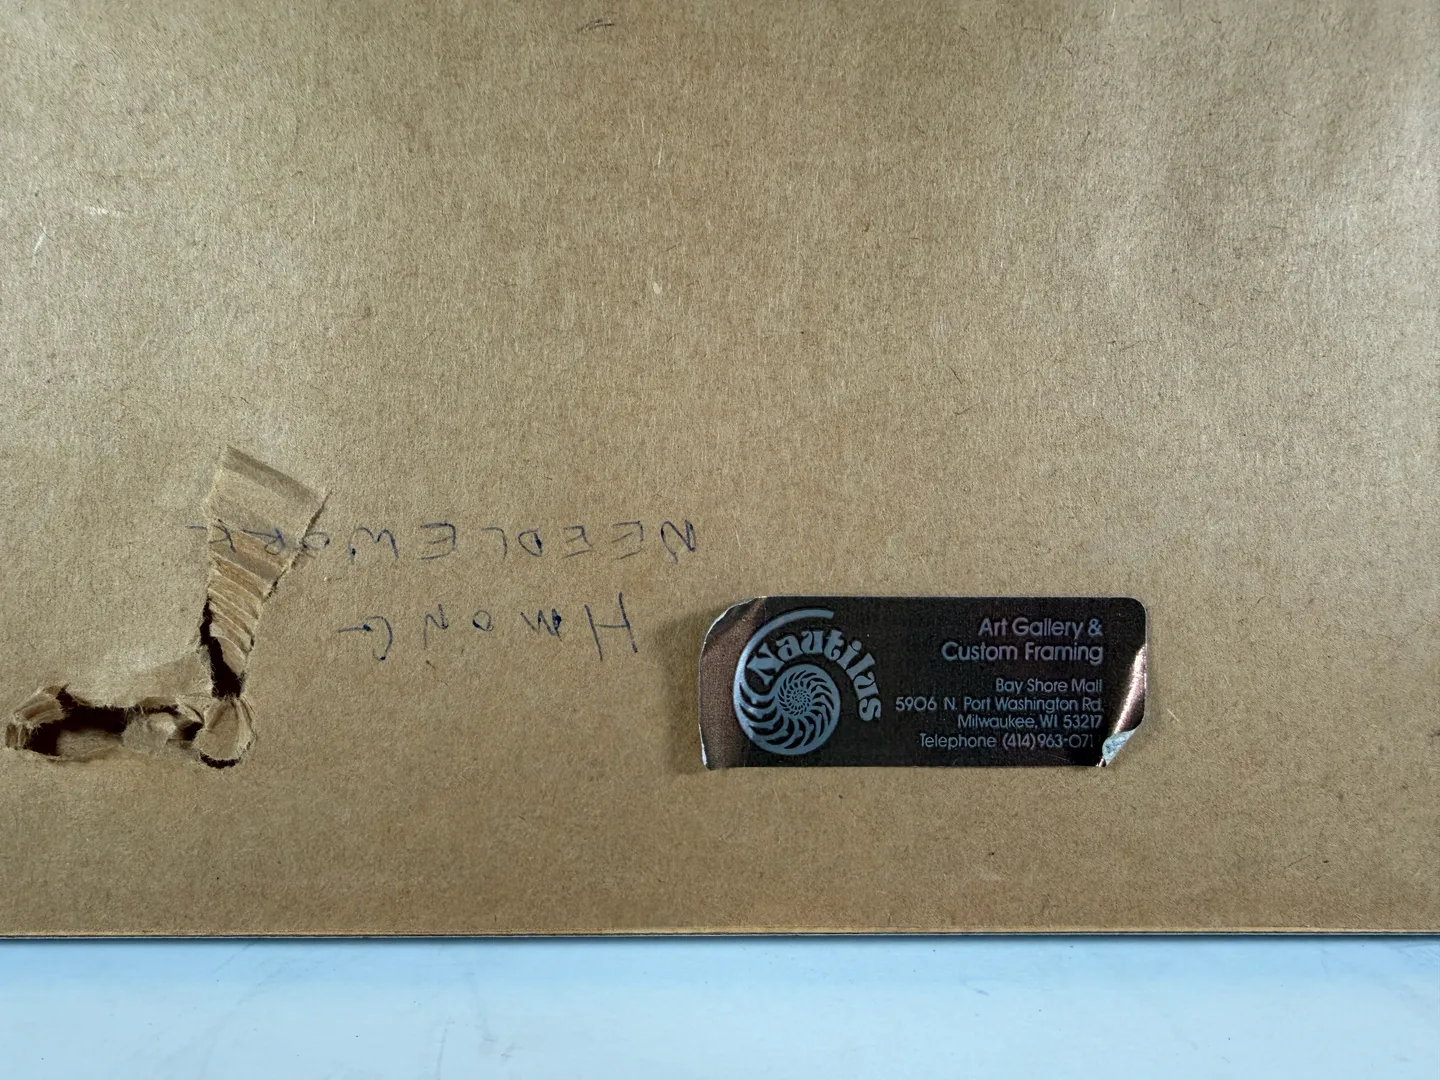 HMONG
NEEDLEWORK
Nautilus
Art Gallery &
Custom Framing
Bay Shore Mall
5906 N. Port Washington Rd.
Milwaukee, WI 53217
Telephone (414) 963-071